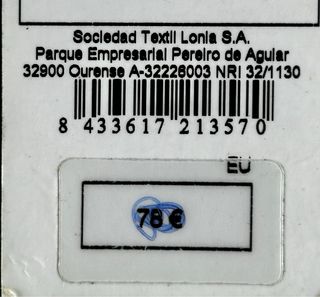 Sociedad Textil Lonia S.A.
Parque Empresarial Pereiro de Aguiar
32900 Ourense A-32226003 NRI 32/1130
8 433617 213570
EU
78 €